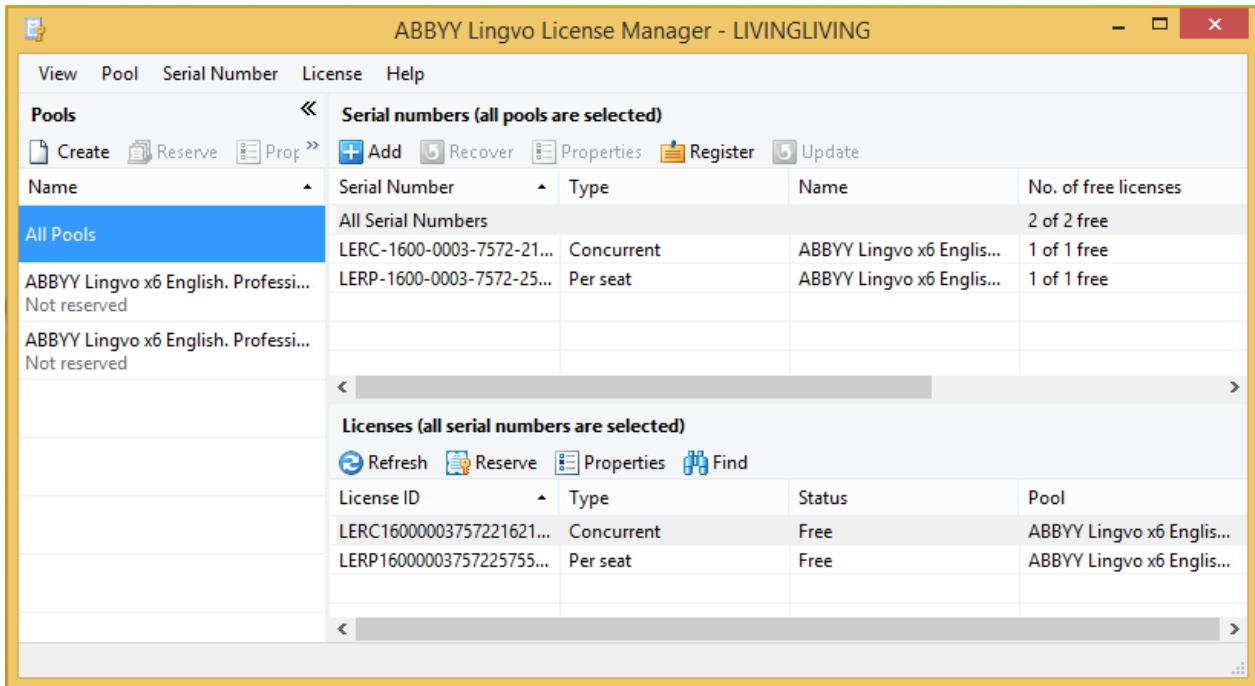 ABBYY Lingvo License Manager - LIVINGLIVING
View Pool Serial Number License Help
Pools
Create Reserve Prop
Name
All Pools
ABBYY Lingvo x6 English. Professi...
Not reserved
ABBYY Lingvo x6 English. Professi...
Not reserved
Serial numbers (all pools are selected)
Add Recover Properties Register Update
Serial Number Type Name No. of free licenses
All Serial Numbers 2 of 2 free
LERC-1600-0003-7572-21... Concurrent ABBYY Lingvo x6 Englis... 1 of 1 free
LERP-1600-0003-7572-25... Per seat ABBYY Lingvo x6 Englis... 1 of 1 free
Licenses (all serial numbers are selected)
Refresh Reserve Properties Find
License ID Type Status Pool
LERC16000003757221621... Concurrent Free ABBYY Lingvo x6 Englis...
LERP16000003757225755... Per seat Free ABBYY Lingvo x6 Englis...